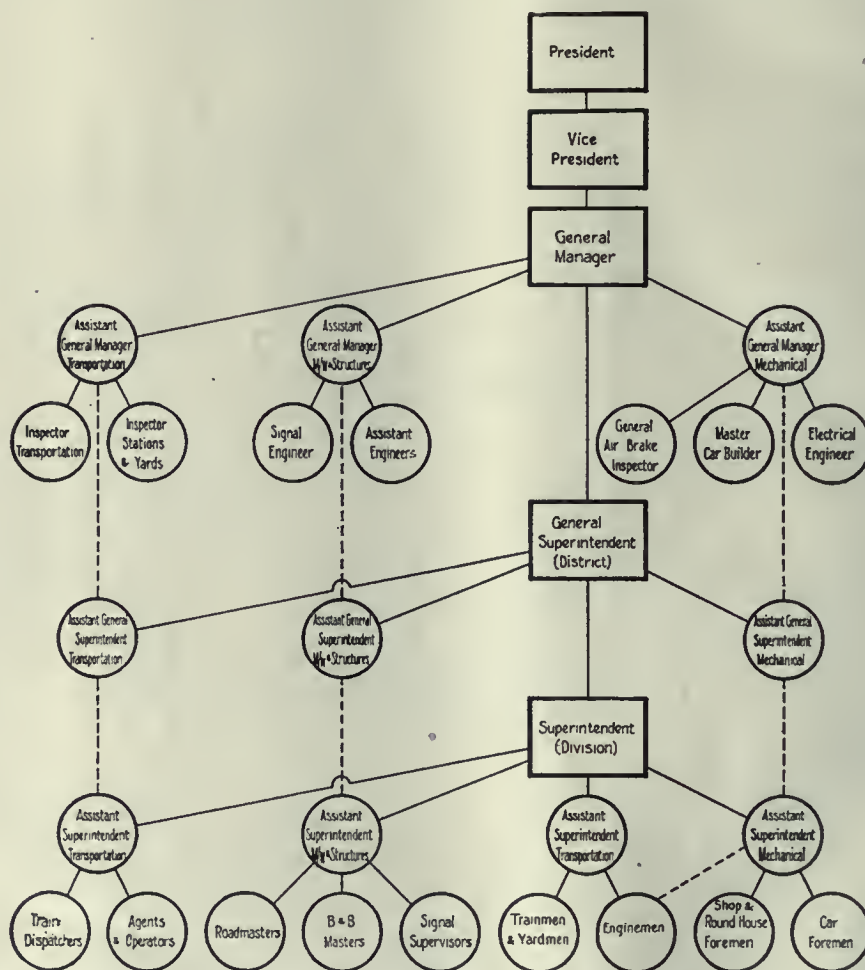 President
Vice
President
General
Manager
Assistant
General Manager
Transportation
Assistant
General Manager
M/W & Structures
Assistant
General Manager
Mechanical
Inspector
Transportation
Inspector
Stations
& Yards
Signal
Engineer
Assistant
Engineers
General
Air Brake
Inspector
Master
Car Builder
Electrical
Engineer
General
Superintendent
(District)
Assistant General
Superintendent
Transportation
Assistant General
Superintendent
M/W & Structures
Assistant General
Superintendent
Mechanical
Superintendent
(Division)
Assistant
Superintendent
Transportation
Assistant
Superintendent
M/W & Structures
Assistant
Superintendent
Transportation
Assistant
Superintendent
Mechanical
Train
Dispatchers
Agents
& Operators
Roadmasters
B & B
Masters
Signal
Supervisors
Trainmen
& Yardmen
Enginemen
Shop &
Round House
Foremen
Car
Foremen